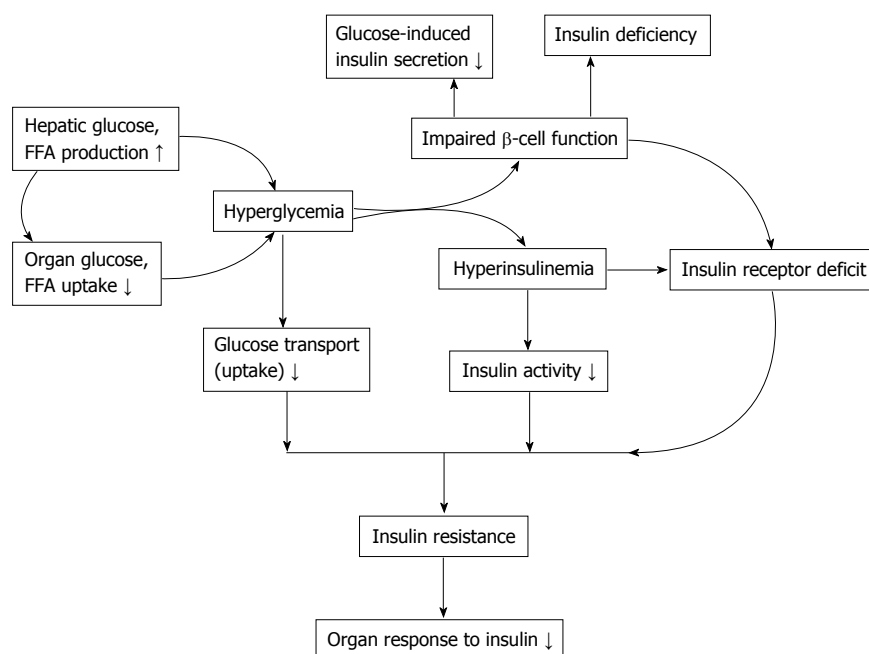 Glucose-induced
insulin secretion ↓
Insulin deficiency
Hepatic glucose,
FFA production ↑
Impaired β-cell function
Hyperglycemia
Organ glucose,
FFA uptake ↓
Hyperinsulinemia
Insulin receptor deficit
Glucose transport
(uptake) ↓
Insulin activity ↓
Insulin resistance
Organ response to insulin ↓